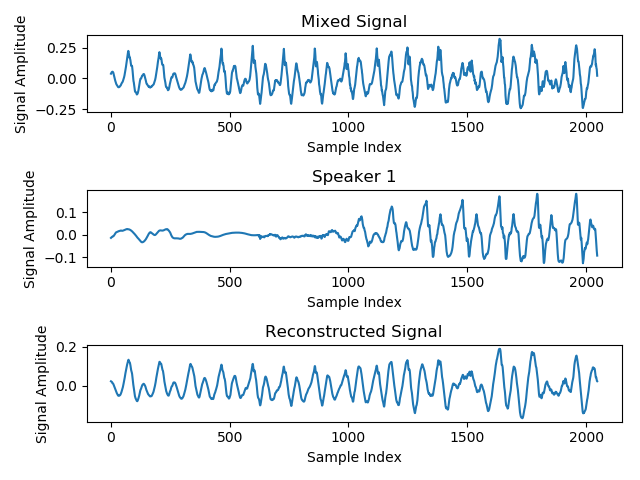 Mixed Signal
Signal Amplitude
0.25
0.00
−0.25
0 500 1000 1500 2000
Sample Index
Speaker 1
Signal Amplitude
0.1
0.0
−0.1
0 500 1000 1500 2000
Sample Index
Reconstructed Signal
Signal Amplitude
0.2
0.0
0 500 1000 1500 2000
Sample Index